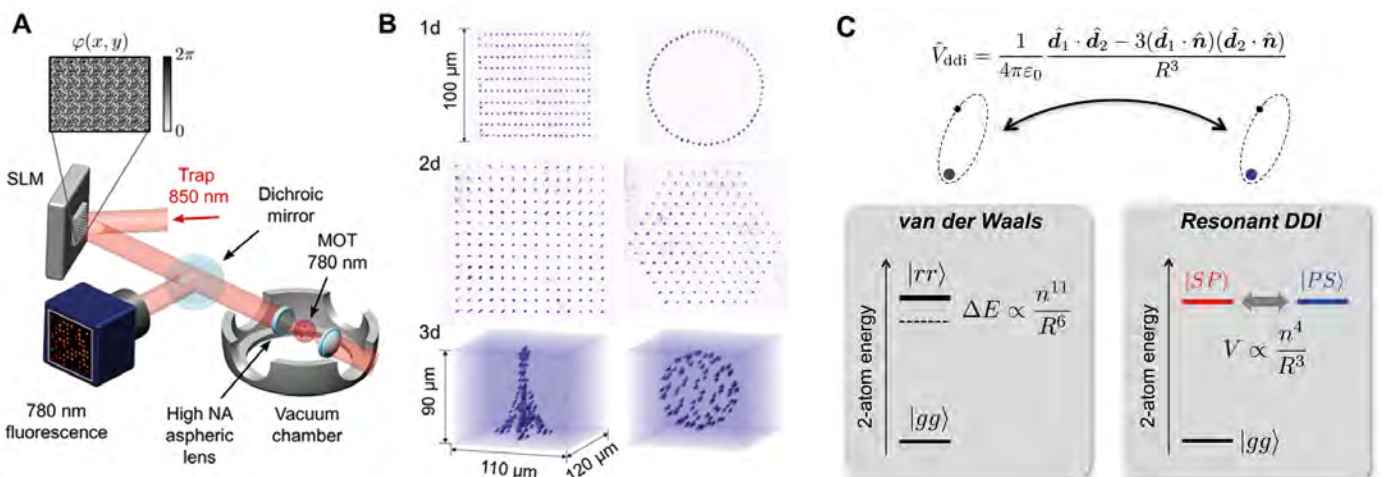 A
φ(x, y)
2π
0
SLM
Trap
850 nm
Dichroic
mirror
MOT
780 nm
780 nm
fluorescence
High NA
aspheric
lens
Vacuum
chamber
B
1d
100 µm
2d
3d
90 µm
110 µm
120 µm
C
V̂_ddi = 1/(4πε₀) (d̂₁ · d̂₂ − 3(d̂₁ · n̂)(d̂₂ · n̂))/R³
van der Waals
2-atom energy
|rr⟩
ΔE ∝ n¹¹/R⁶
|gg⟩
Resonant DDI
2-atom energy
|SP⟩
|PS⟩
V ∝ n⁴/R³
|gg⟩